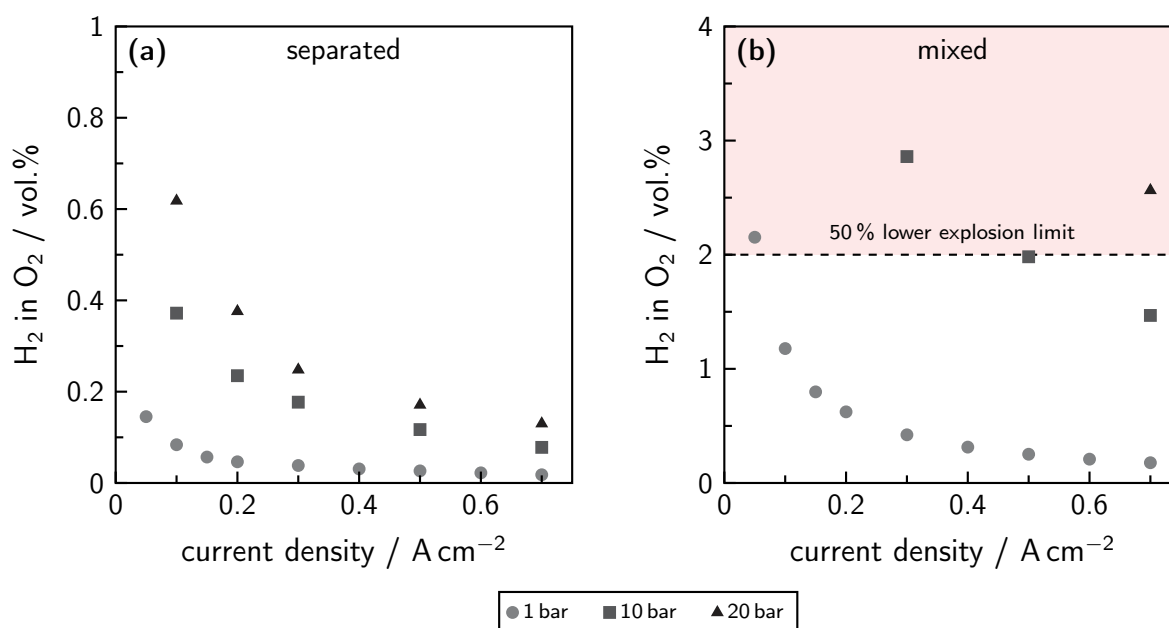 (a) separated
H₂ in O₂ / vol.%
1
0.8
0.6
0.4
0.2
0
0 0.2 0.4 0.6
current density / A cm⁻²
(b) mixed
H₂ in O₂ / vol.%
4
3
2
1
0
50 % lower explosion limit
0 0.2 0.4 0.6
current density / A cm⁻²
1 bar 10 bar 20 bar